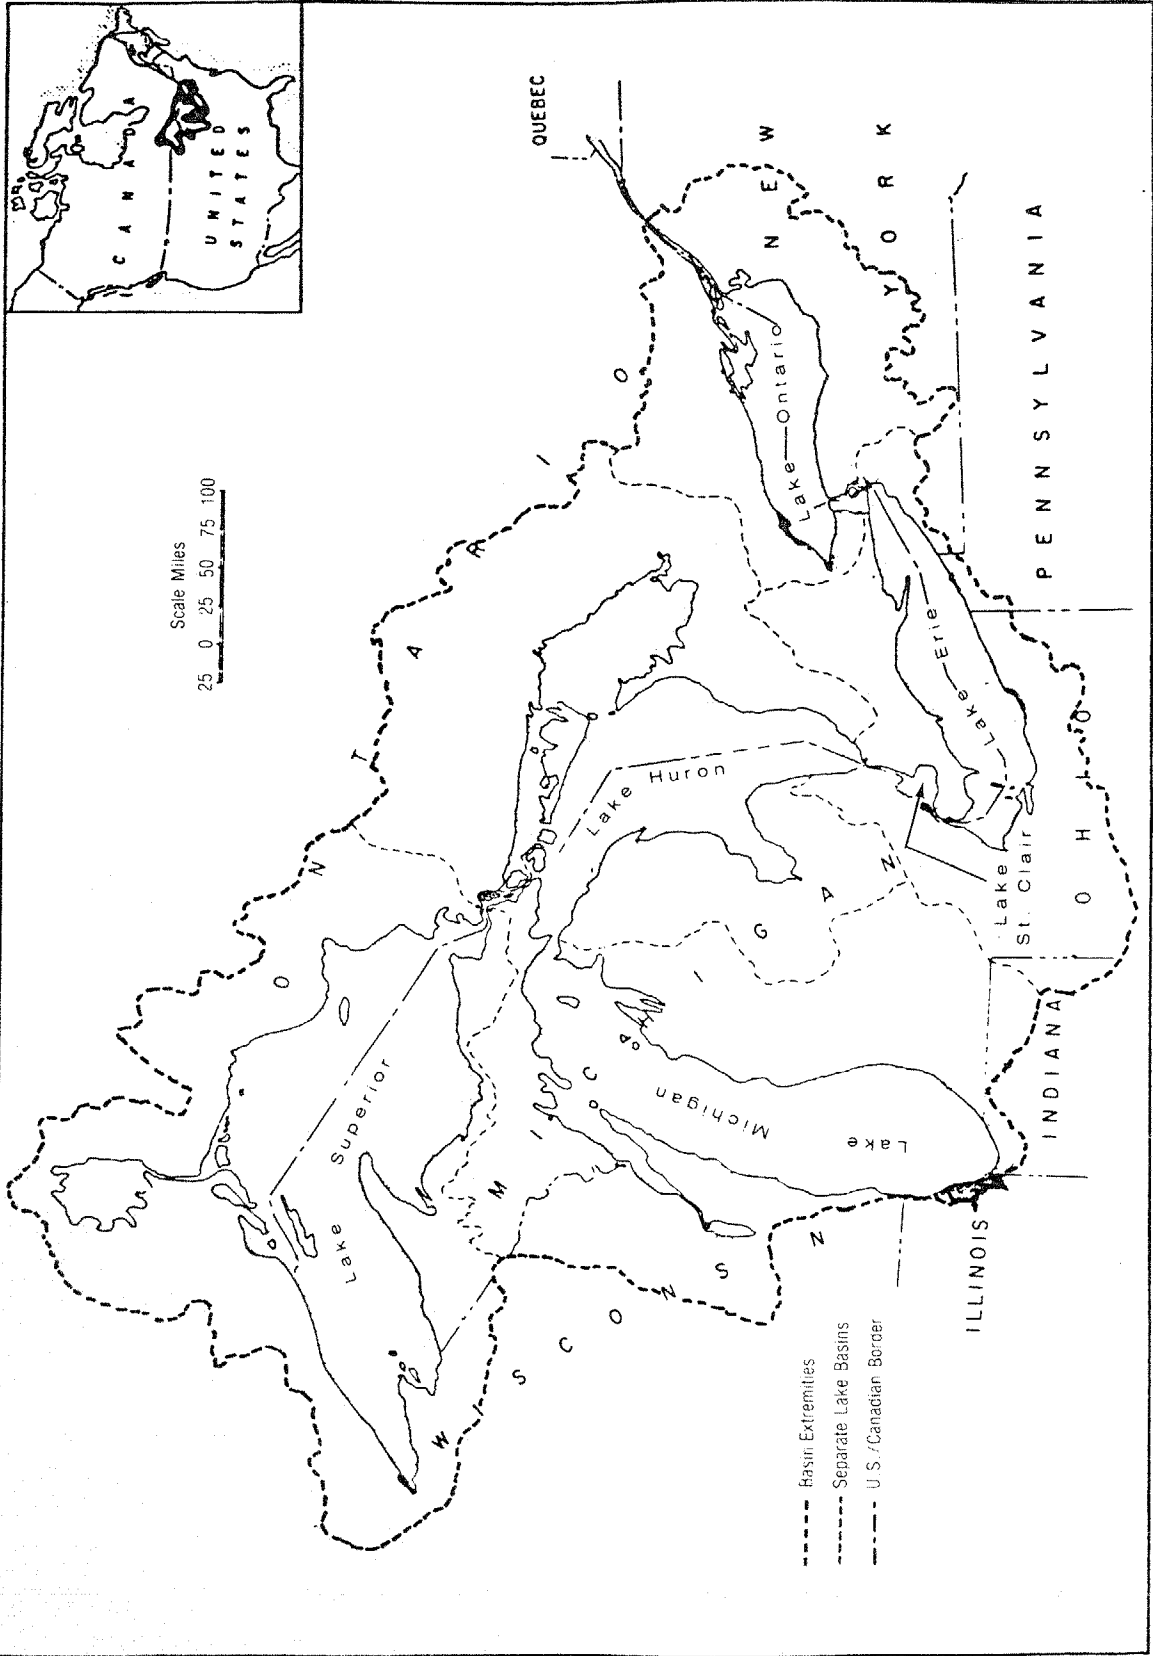 CANADA
UNITED
STATES
Scale Miles
25 0 25 50 75 100
QUEBEC
ONTARIO
NEW
YORK
PENNSYLVANIA
Lake Superior
Lake Huron
Lake Ontario
Lake Erie
Lake
St. Clair
Lake Michigan
MICHIGAN
WISCONSIN
ILLINOIS
INDIANA
OHIO
Basin Extremities
Separate Lake Basins
U.S./Canadian Border